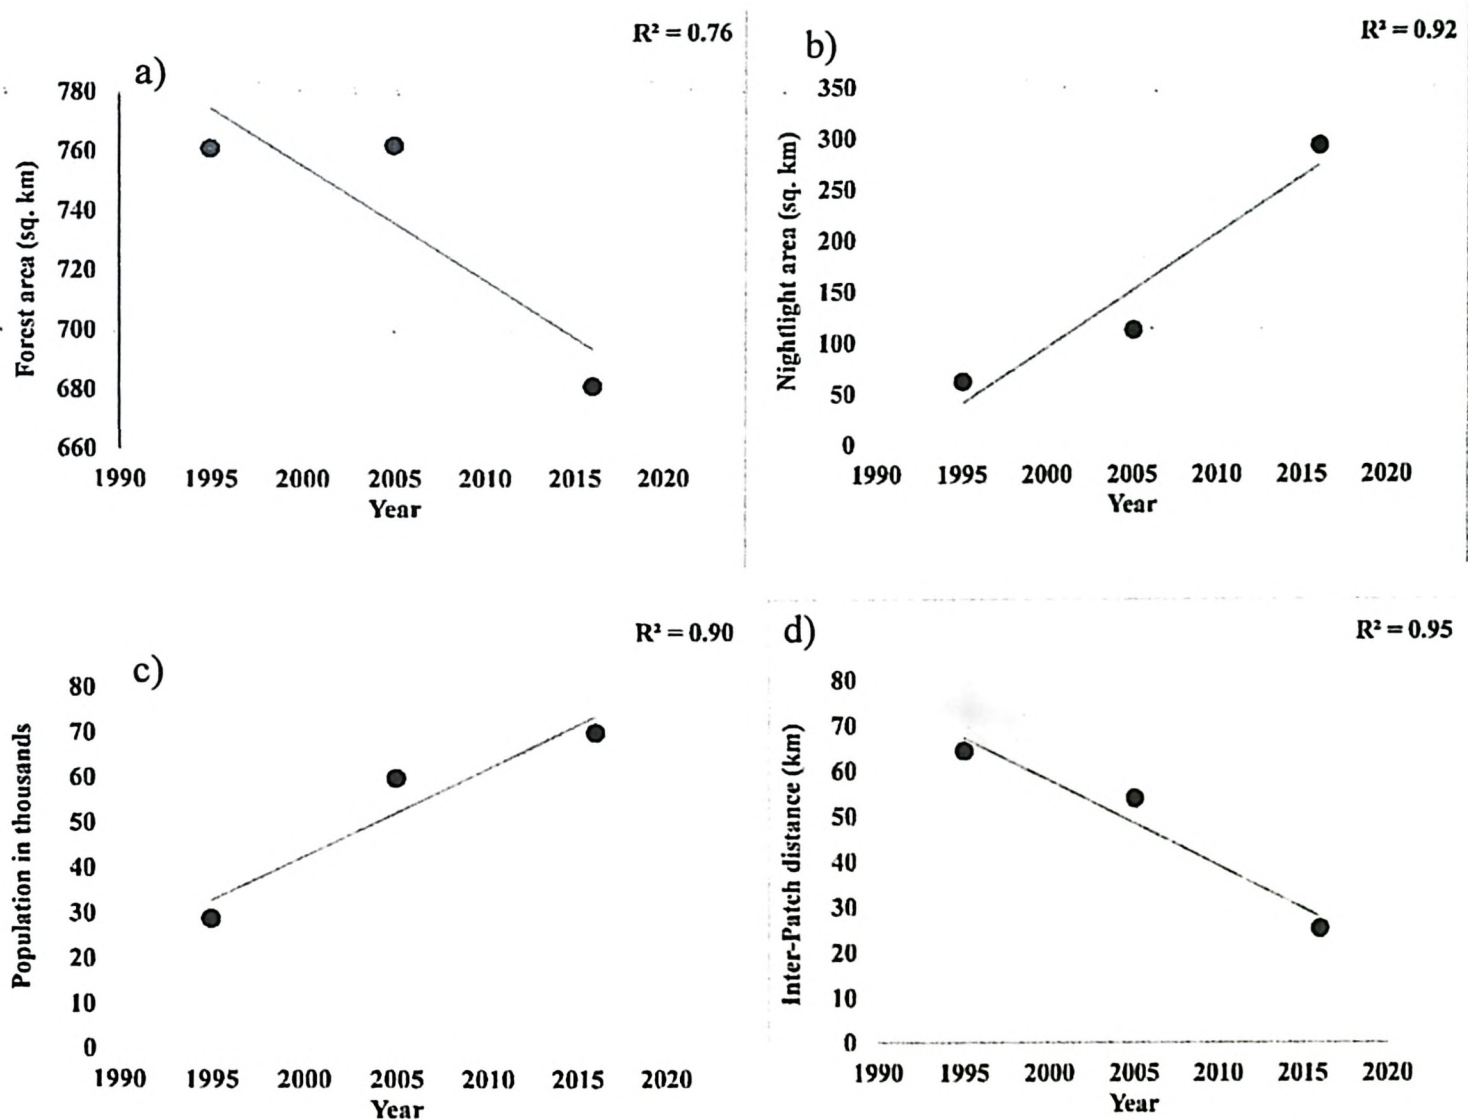 R² = 0.76
a)
780
760
740
720
700
680
660
Forest area (sq. km)
1990 1995 2000 2005 2010 2015 2020
Year
R² = 0.92
b)
350
300
250
200
150
100
50
0
Nightlight area (sq. km)
1990 1995 2000 2005 2010 2015 2020
Year
R² = 0.90
c)
80
70
60
50
40
30
20
10
0
Population in thousands
1990 1995 2000 2005 2010 2015 2020
Year
d)
R² = 0.95
80
70
60
50
40
30
20
10
0
Inter-Patch distance (km)
1990 1995 2000 2005 2010 2015 2020
Year